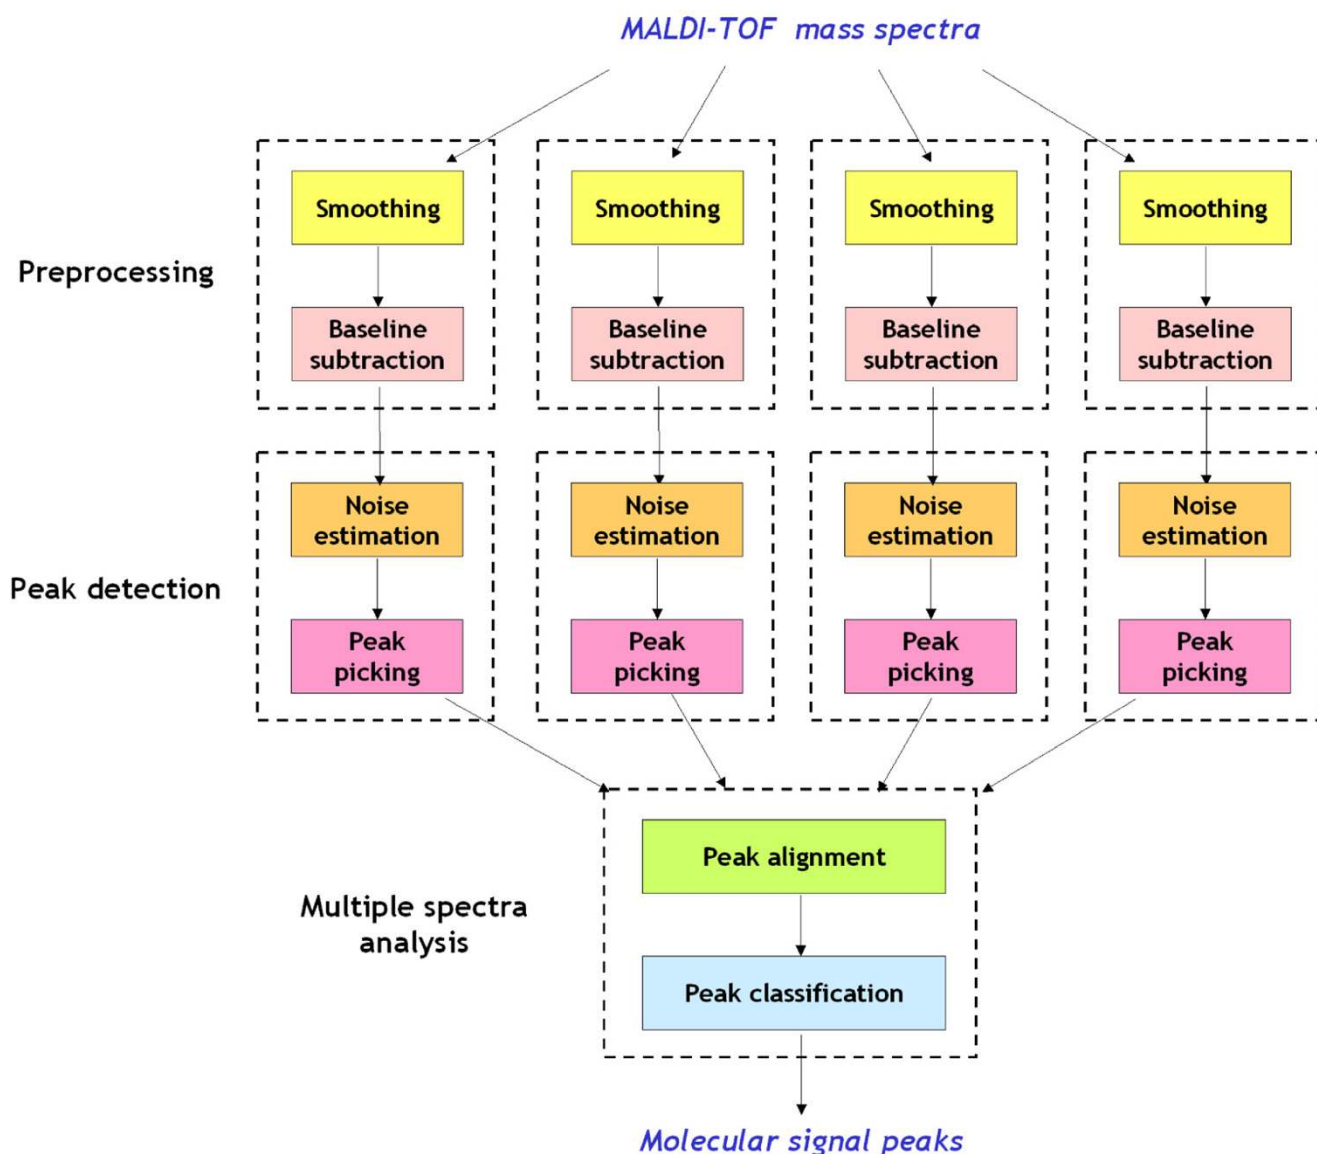 MALDI-TOF mass spectra
Smoothing
Smoothing
Smoothing
Smoothing
Preprocessing
Baseline
subtraction
Baseline
subtraction
Baseline
subtraction
Baseline
subtraction
Noise
estimation
Noise
estimation
Noise
estimation
Noise
estimation
Peak detection
Peak
picking
Peak
picking
Peak
picking
Peak
picking
Peak alignment
Multiple spectra
analysis
Peak classification
Molecular signal peaks